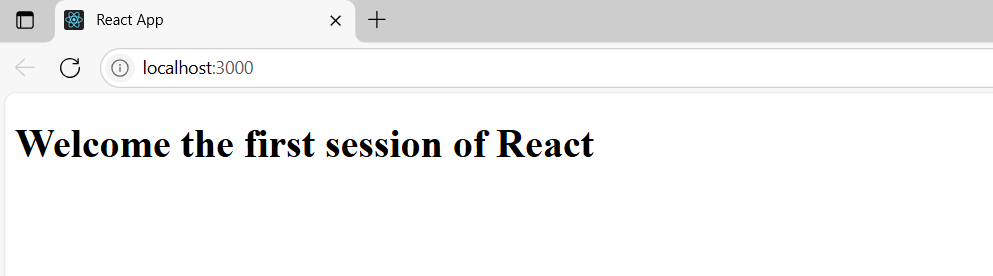 React App
localhost:3000
Welcome the first session of React